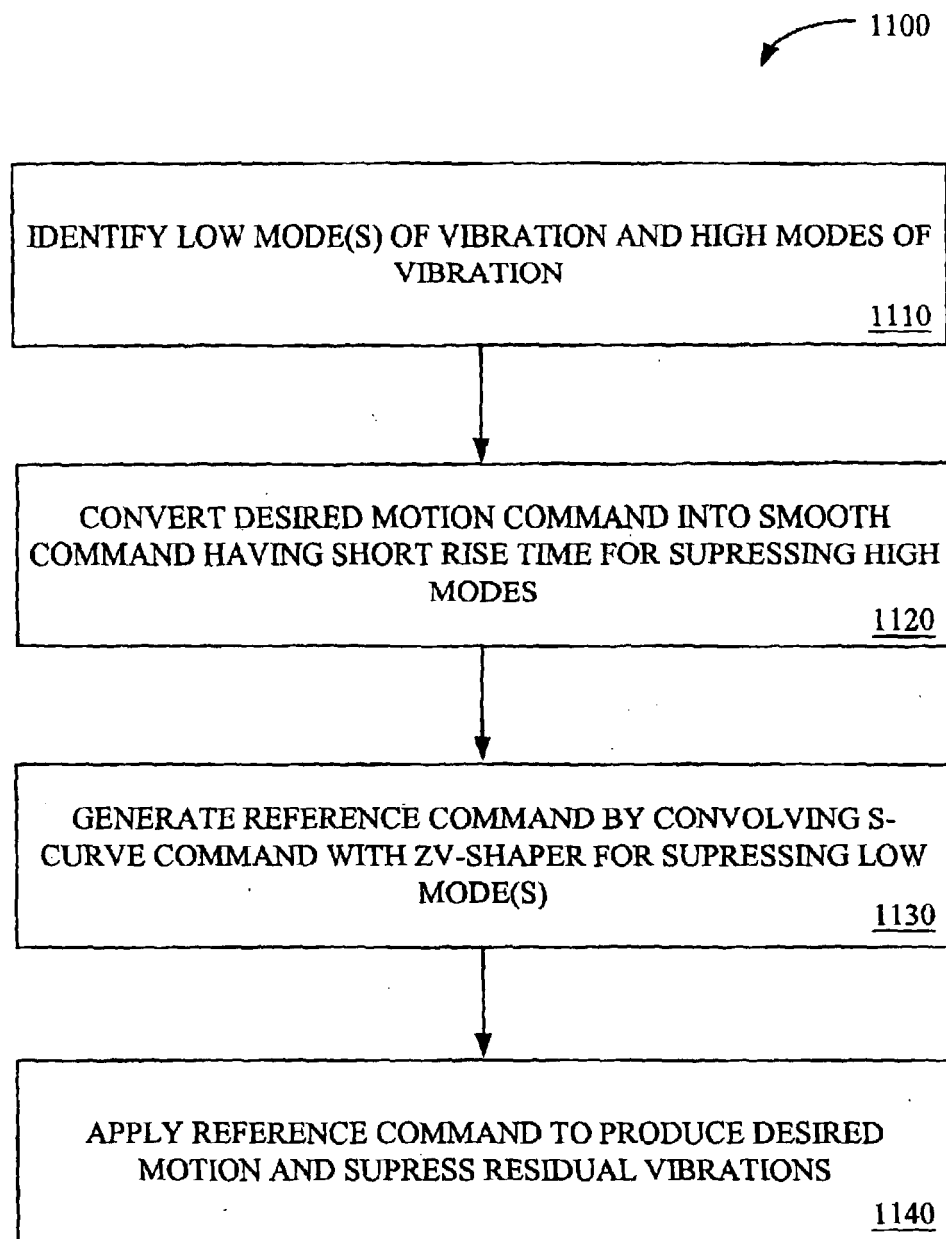 1100
IDENTIFY LOW MODE(S) OF VIBRATION AND HIGH MODES OF
VIBRATION
1110
CONVERT DESIRED MOTION COMMAND INTO SMOOTH
COMMAND HAVING SHORT RISE TIME FOR SUPRESSING HIGH
MODES
1120
GENERATE REFERENCE COMMAND BY CONVOLVING S-
CURVE COMMAND WITH ZV-SHAPER FOR SUPRESSING LOW
MODE(S)
1130
APPLY REFERENCE COMMAND TO PRODUCE DESIRED
MOTION AND SUPRESS RESIDUAL VIBRATIONS
1140